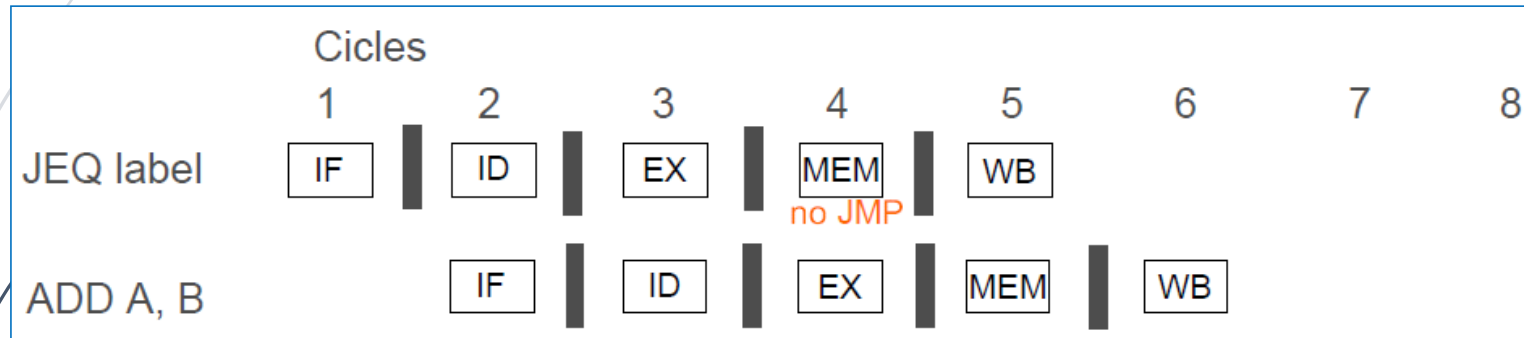 Cicles
1 2 3 4 5 6 7 8
JEQ label IF ID EX MEM WB
no JMP
ADD A, B IF ID EX MEM WB